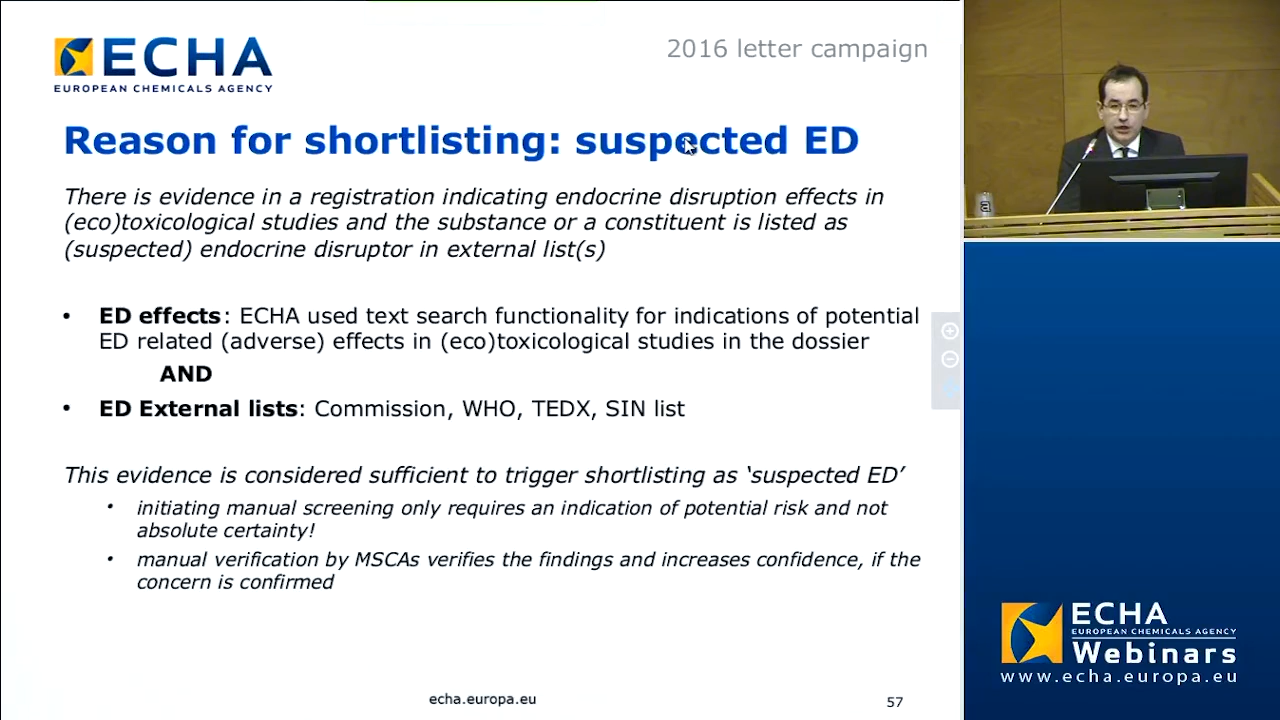 ECHA
EUROPEAN CHEMICALS AGENCY
2016 letter campaign
Reason for shortlisting: suspected ED
There is evidence in a registration indicating endocrine disruption effects in
(eco)toxicological studies and the substance or a constituent is listed as
(suspected) endocrine disruptor in external list(s)
• ED effects: ECHA used text search functionality for indications of potential
ED related (adverse) effects in (eco)toxicological studies in the dossier
AND
• ED External lists: Commission, WHO, TEDX, SIN list
This evidence is considered sufficient to trigger shortlisting as ‘suspected ED’
• initiating manual screening only requires an indication of potential risk and not
absolute certainty!
• manual verification by MSCAs verifies the findings and increases confidence, if the
concern is confirmed
echa.europa.eu
57
ECHA
EUROPEAN CHEMICALS AGENCY
Webinars
www.echa.europa.eu